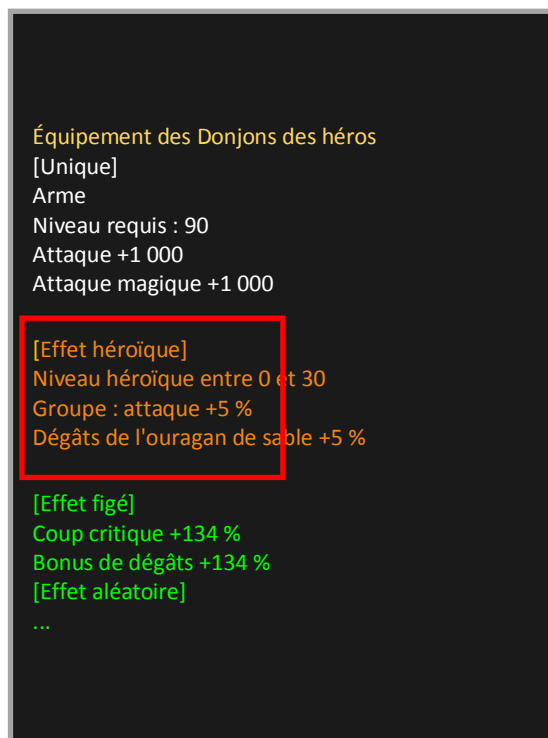 Équipement des Donjons des héros
[Unique]
Arme
Niveau requis : 90
Attaque +1 000
Attaque magique +1 000
[Effet héroïque]
Niveau héroïque entre 0 et 30
Groupe : attaque +5 %
Dégâts de l'ouragan de sable +5 %
[Effet figé]
Coup critique +134 %
Bonus de dégâts +134 %
[Effet aléatoire]
...